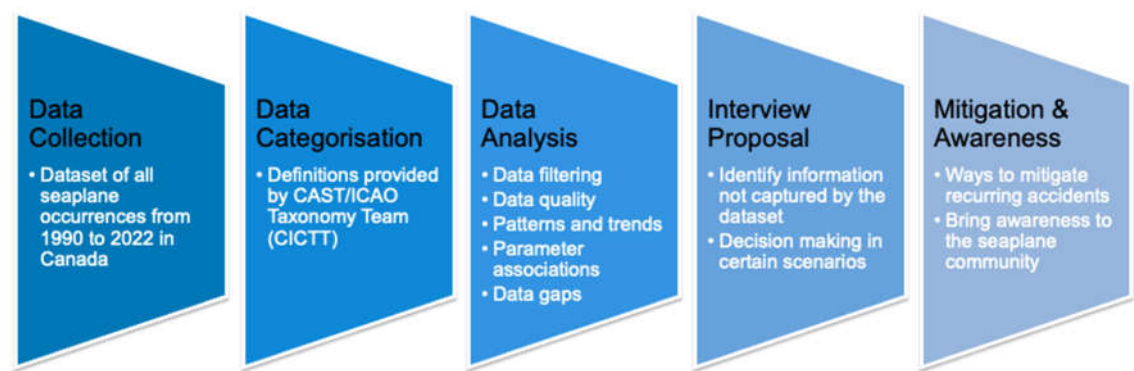 Data
Collection
• Dataset of all
seaplane
occurrences from
1990 to 2022 in
Canada
Data
Categorisation
• Definitions provided
by CAST/ICAO
Taxonomy Team
(CICTT)
Data
Analysis
• Data filtering
• Data quality
• Patterns and trends
• Parameter
associations
• Data gaps
Interview
Proposal
• Identify information
not captured by the
dataset
• Decision making in
certain scenarios
Mitigation &
Awareness
• Ways to mitigate
recurring accidents
• Bring awareness to
the seaplane
community